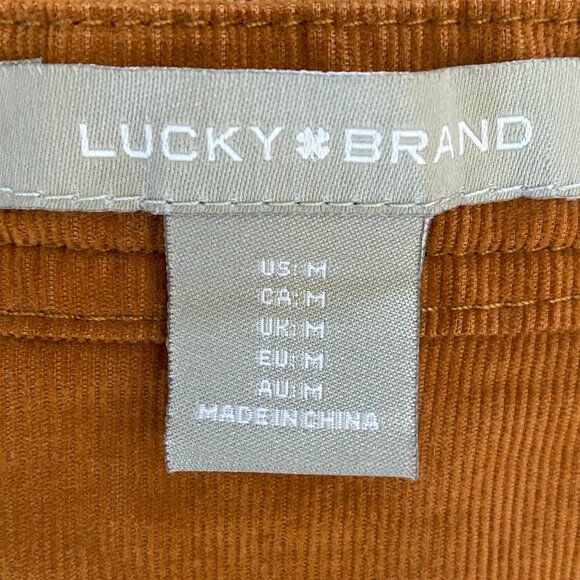 LUCKY BRAND
US: M
CA: M
UK: M
EU: M
AU: M
MADE IN CHINA